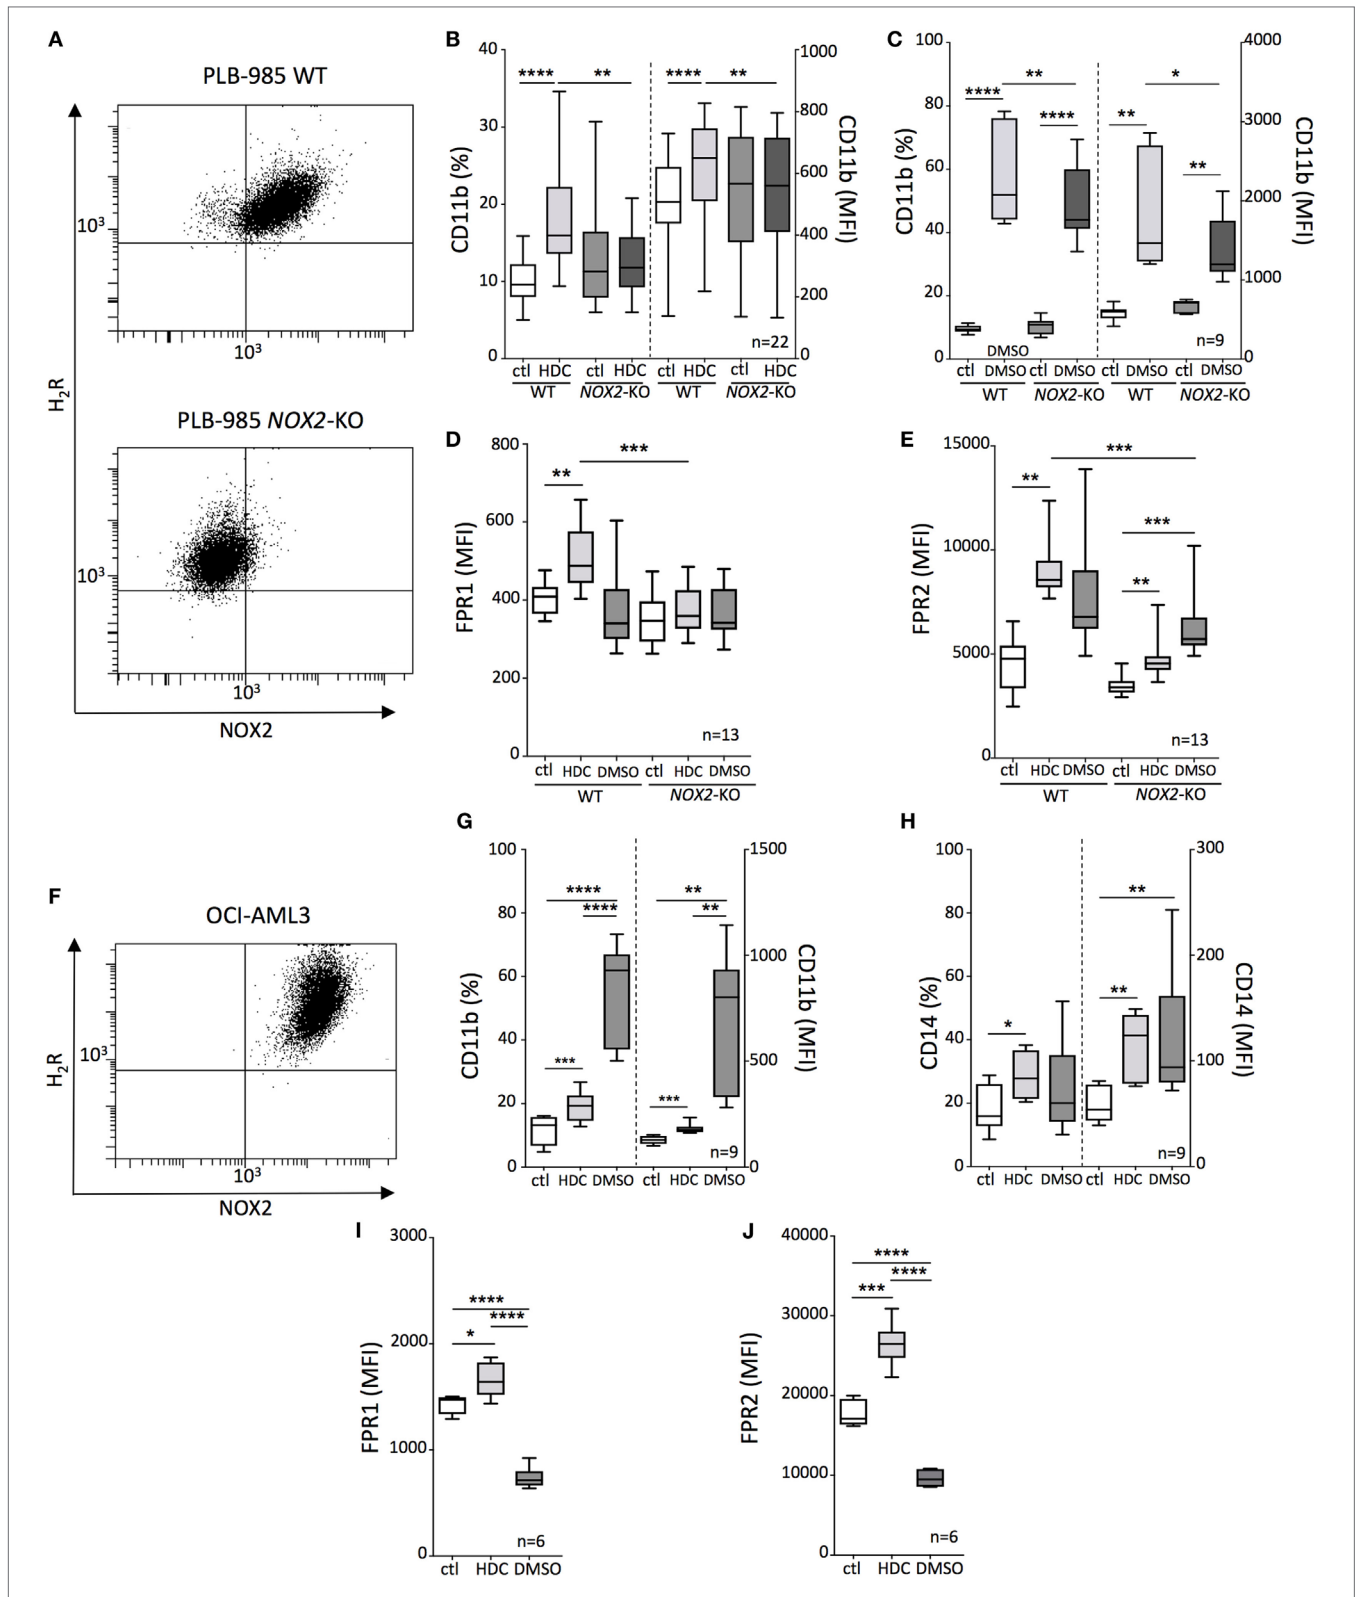 A
PLB-985 WT
10³
10³
H₂R
PLB-985 NOX2-KO
10³
10³
NOX2
B
40
30
20
10
0
CD11b (%)
**** ** **** **
1000
800
600
400
200
0
CD11b (MFI)
n=22
ctl HDC ctl HDC ctl HDC ctl HDC
WT NOX2-KO WT NOX2-KO
C
100
80
60
40
20
0
CD11b (%)
**** ** **** ** * **
4000
3000
2000
1000
0
CD11b (MFI)
n=9
DMSO
ctl DMSO ctl DMSO ctl DMSO ctl DMSO
WT NOX2-KO WT NOX2-KO
D
800
600
400
200
0
FPR1 (MFI)
** ***
n=13
ctl HDC DMSO ctl HDC DMSO
WT NOX2-KO
E
15000
10000
5000
0
FPR2 (MFI)
** *** *** **
n=13
ctl HDC DMSO ctl HDC DMSO
WT NOX2-KO
F
OCI-AML3
10³
10³
H₂R
NOX2
G
100
80
60
40
20
0
CD11b (%)
**** **** *** ** ** ***
1500
1000
500
0
CD11b (MFI)
n=9
ctl HDC DMSO ctl HDC DMSO
H
100
80
60
40
20
0
CD14 (%)
* ** **
300
200
100
0
CD14 (MFI)
n=9
ctl HDC DMSO ctl HDC DMSO
I
3000
2000
1000
0
FPR1 (MFI)
****
****
*
n=6
ctl HDC DMSO
J
40000
30000
20000
10000
0
FPR2 (MFI)
****
****
***
n=6
ctl HDC DMSO